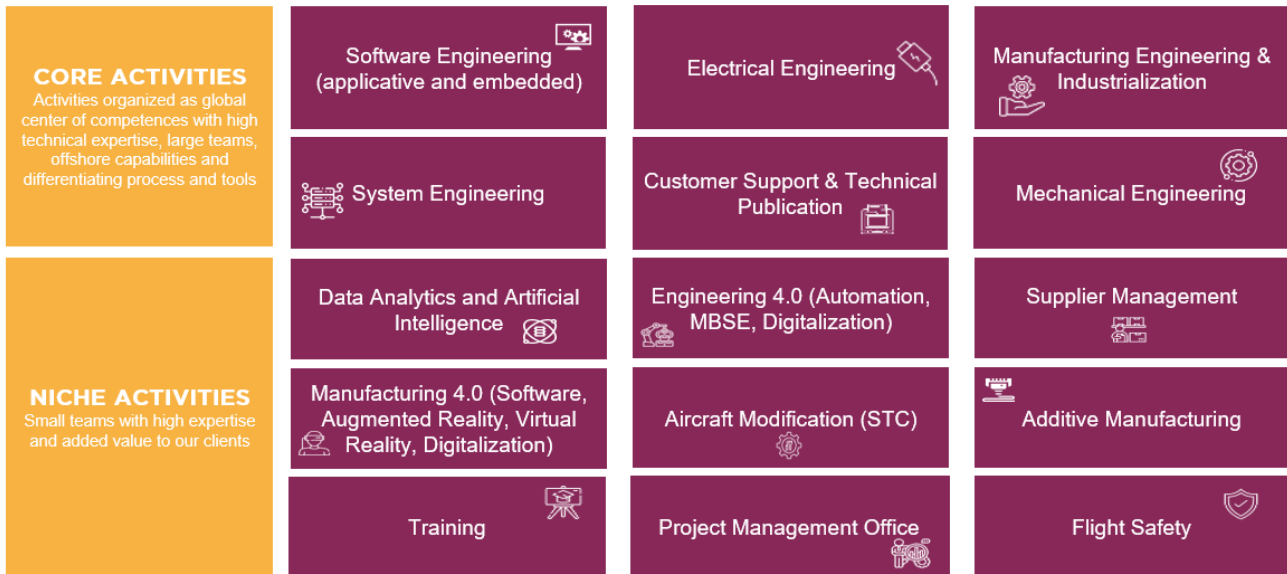 CORE ACTIVITIES
Activities organized as global
center of competences with high
technical expertise, large teams,
offshore capabilities and
differentiating process and tools
Software Engineering
(applicative and embedded)
Electrical Engineering
Manufacturing Engineering &
Industrialization
System Engineering
Customer Support & Technical
Publication
Mechanical Engineering
NICHE ACTIVITIES
Small teams with high expertise
and added value to our clients
Data Analytics and Artificial
Intelligence
Engineering 4.0 (Automation,
MBSE, Digitalization)
Supplier Management
Manufacturing 4.0 (Software,
Augmented Reality, Virtual
Reality, Digitalization)
Aircraft Modification (STC)
Additive Manufacturing
Training
Project Management Office
Flight Safety